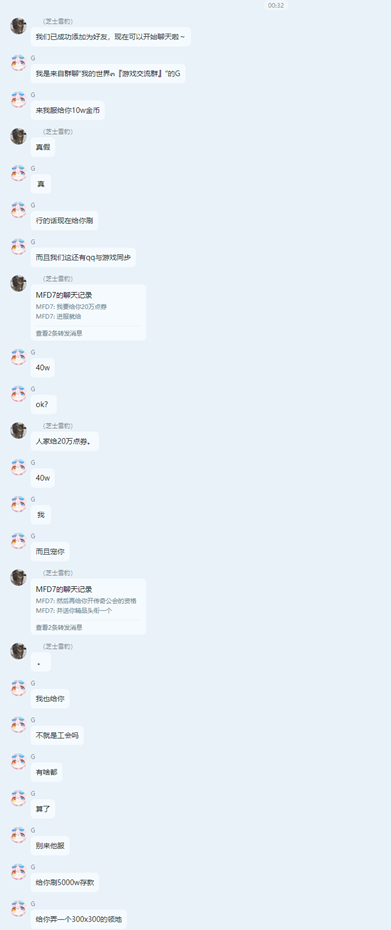 00:32
(芝士雪豹)
我们已成功添加为好友，现在可以开始聊天啦～
G
我是来自群聊“我的世界ฅ『游戏交流群』”的G
G
来我服给你10w金币
(芝士雪豹)
真假
G
真
G
行的话现在给你刷
G
而且我们这还有qq与游戏同步
(芝士雪豹)
MFD7的聊天记录
MFD7: 我要给你20万点券
MFD7: 进服就给
查看2条转发消息
G
40w
G
ok?
(芝士雪豹)
人家给20万点券。
G
40w
G
我
G
而且宠你
(芝士雪豹)
MFD7的聊天记录
MFD7: 然后再给你开传奇公会的资格
MFD7: 并送你精品头衔一个
查看2条转发消息
(芝士雪豹)
。
G
我也给你
G
不就是工会吗
G
有啥都
G
算了
G
别来他服
G
给你刷5000w存款
G
给你弄一个300x300的领地